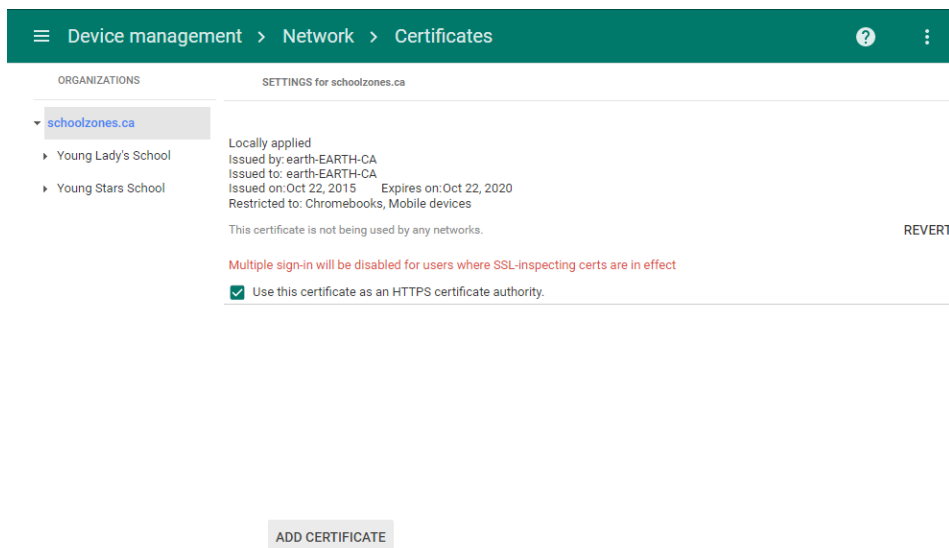 Device management > Network > Certificates
ORGANIZATIONS
SETTINGS for schoolzones.ca
schoolzones.ca
Young Lady's School
Young Stars School
Locally applied
Issued by: earth-EARTH-CA
Issued to: earth-EARTH-CA
Issued on:Oct 22, 2015 Expires on:Oct 22, 2020
Restricted to: Chromebooks, Mobile devices
This certificate is not being used by any networks.
REVERT
Multiple sign-in will be disabled for users where SSL-inspecting certs are in effect
Use this certificate as an HTTPS certificate authority.
ADD CERTIFICATE